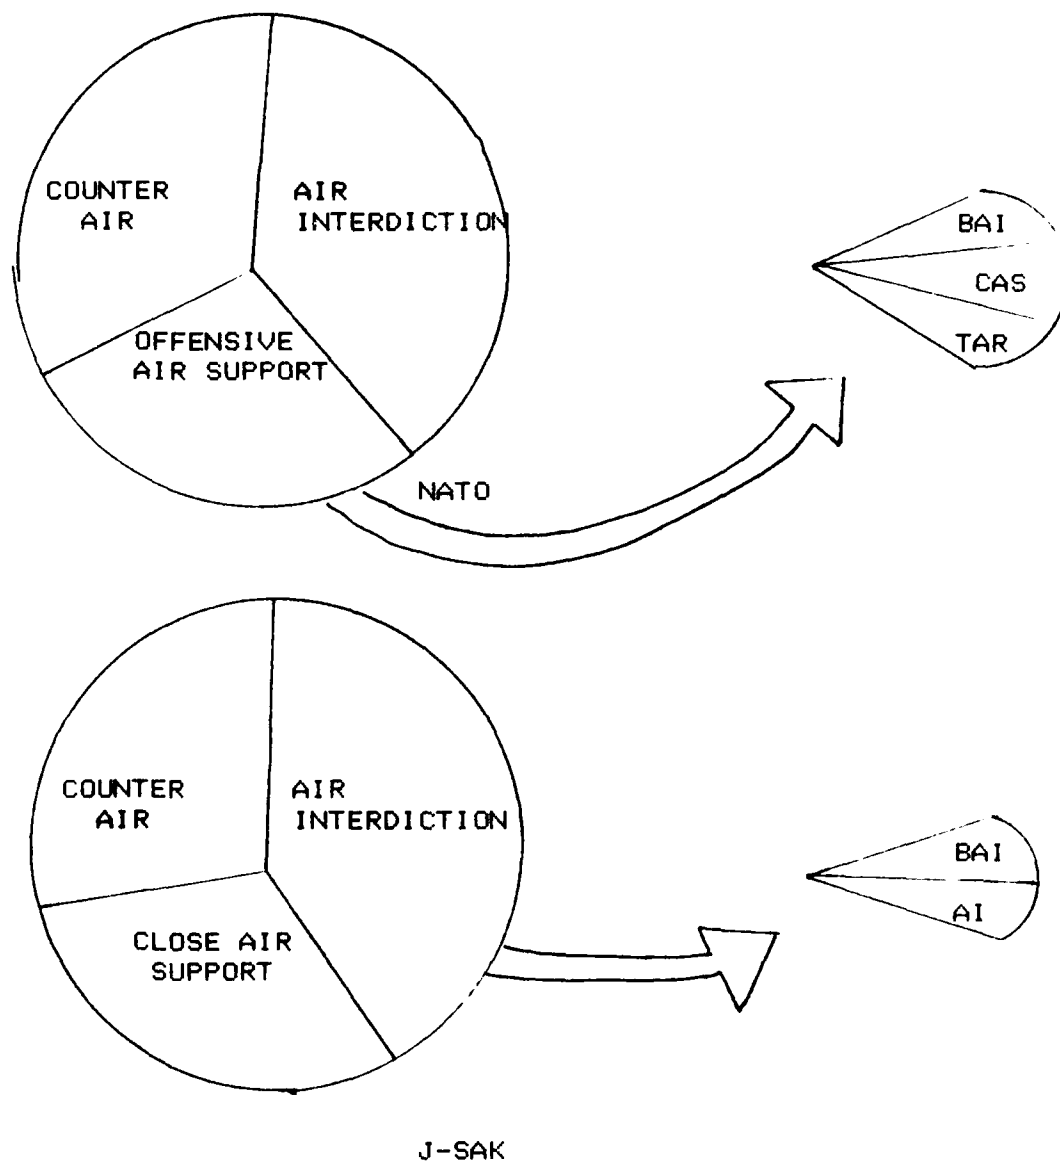 COUNTER
AIR
AIR
INTERDICTION
OFFENSIVE
AIR SUPPORT
BAI
CAS
TAR
NATO
COUNTER
AIR
AIR
INTERDICTION
CLOSE AIR
SUPPORT
BAI
AI
J-SAK